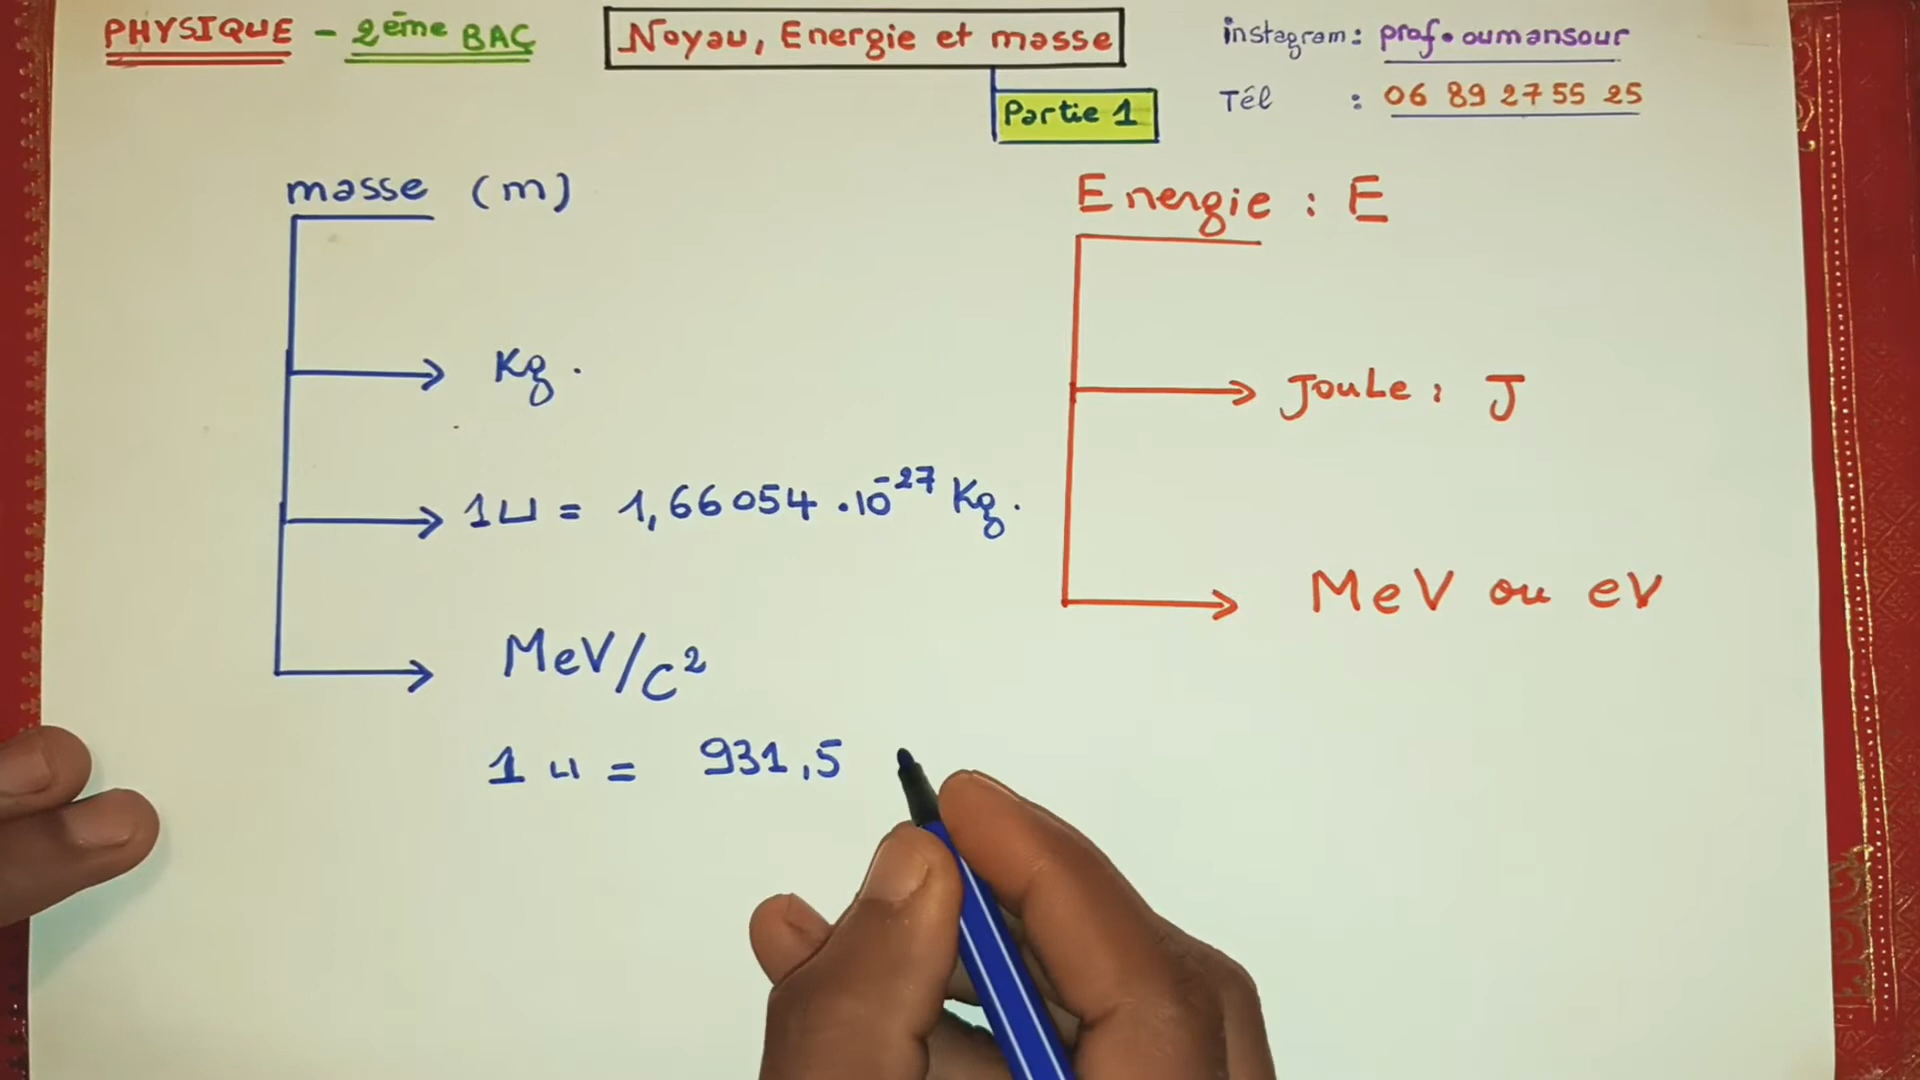 PHYSIQUE - 2ème BAC
Noyau, Energie et masse
Partie 1
instagram: prof.oumansour
Tél : 06 89 27 55 25
masse (m)
Kg.
1u = 1,66054 .10⁻²⁷ Kg.
MeV/c²
1u = 931,5
Energie : E
Joule : J
MeV ou eV